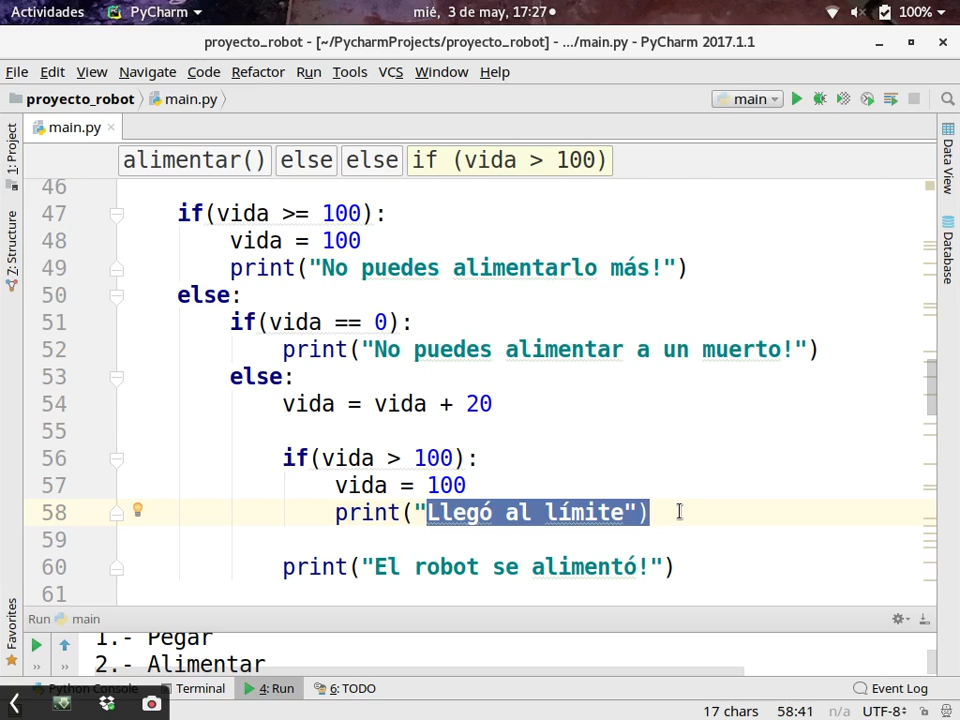 Actividades PyCharm mié, 3 de may, 17:27 100%
proyecto_robot - [~/PycharmProjects/proyecto_robot] - .../main.py - PyCharm 2017.1.1
File Edit View Navigate Code Refactor Run Tools VCS Window Help
proyecto_robot main.py main
main.py
alimentar() else else if (vida > 100)
46
47 if(vida >= 100):
48 vida = 100
49 print("No puedes alimentarlo más!")
50 else:
51 if(vida == 0):
52 print("No puedes alimentar a un muerto!")
53 else:
54 vida = vida + 20
55
56 if(vida > 100):
57 vida = 100
58 print("Llegó al límite")
59
60 print("El robot se alimentó!")
61
1: Project
7: Structure
Favorites
Data View
Database
Run main
1.- Pegar
2.- Alimentar
Python Console Terminal 4: Run 6: TODO Event Log
17 chars 58:41 n/a UTF-8